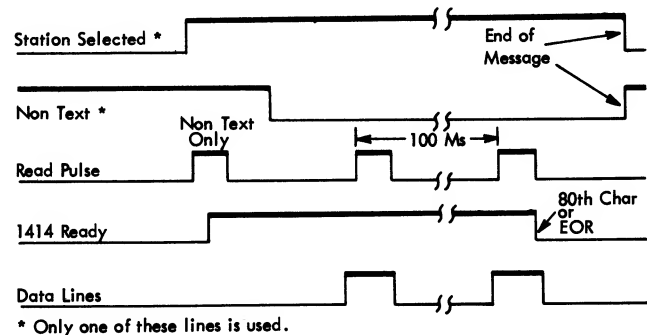 Station Selected *
End of
Message
Non Text *
Non Text
Only
100 Ms
Read Pulse
80th Char
or
EOR
1414 Ready
Data Lines
* Only one of these lines is used.